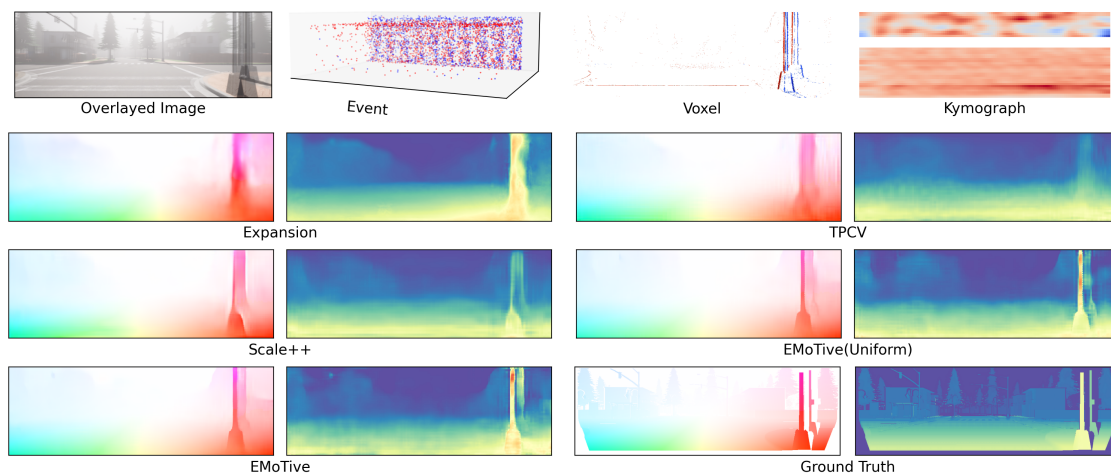 Overlayed Image
Event
Voxel
Kymograph
Expansion
TPCV
Scale++
EMoTive(Uniform)
EMoTive
Ground Truth